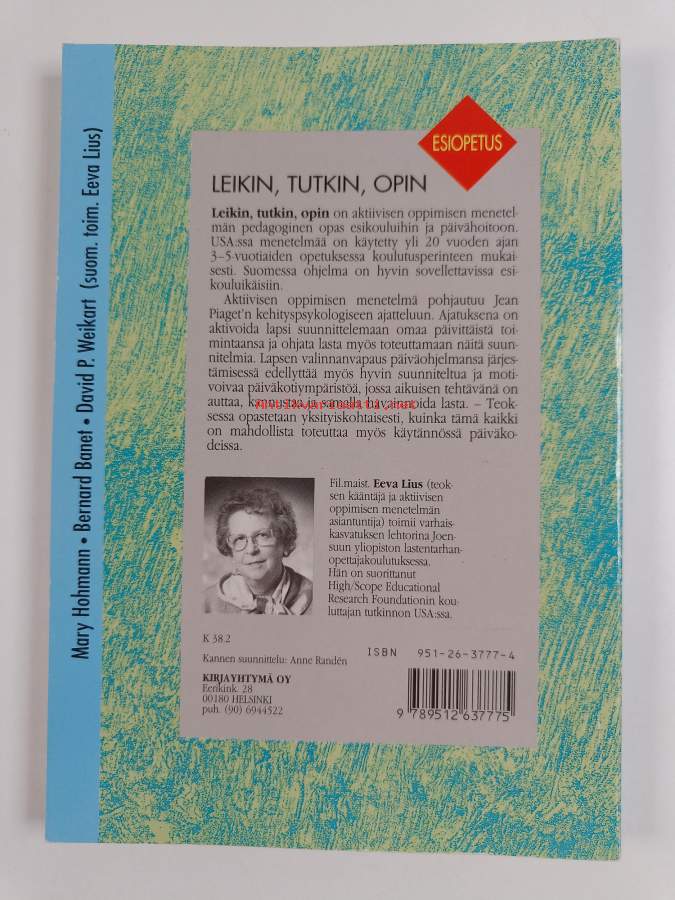 Mary Hohmann • Bernard Banet • David P. Weikart (suom. toim. Eeva Lius)
ESIOPETUS
LEIKIN, TUTKIN, OPIN
Leikin, tutkin, opin on aktiivisen oppimisen menetel-
män pedagoginen opas esikouluihin ja päivähoitoon.
USA:ssa menetelmää on käytetty yli 20 vuoden ajan
3–5-vuotiaiden opetuksessa koulutusperinteen mukai-
sesti. Suomessa ohjelma on hyvin sovellettavissa esi-
kouluikäisiin.
Aktiivisen oppimisen menetelmä pohjautuu Jean
Piaget'n kehityspsykologiseen ajatteluun. Ajatuksena on
aktivoida lapsi suunnittelemaan omaa päivittäistä toi-
mintaansa ja ohjata lasta myös toteuttamaan näitä suun-
nitelmia. Lapsen valinnanvapaus päiväohjelmansa järjes-
tämisessä edellyttää myös hyvin suunniteltua ja moti-
voivaa päiväkotiympäristöä, jossa aikuisen tehtävänä on
auttaa, kannustaa ja samalla havainnoida lasta. – Teok-
sessa opastetaan yksityiskohtaisesti, kuinka tämä kaikki
on mahdollista toteuttaa myös käytännössä päiväko-
deissa.
Fil.maist. Eeva Lius (teok-
sen kääntäjä ja aktiivisen
oppimisen menetelmän
asiantuntija) toimii varhais-
kasvatuksen lehtorina Joen-
suun yliopiston lastentarhan-
opettajakoulutuksessa.
Hän on suorittanut
High/Scope Educational
Research Foundationin kou-
luttajan tutkinnon USA:ssa.
K 38.2
Kannen suunnittelu: Anne Randén
KIRJAYHTYMÄ OY
Eerikink. 28
00180 HELSINKI
puh. (90) 6944522
ISBN 951-26-3777-4
9 789512 637775